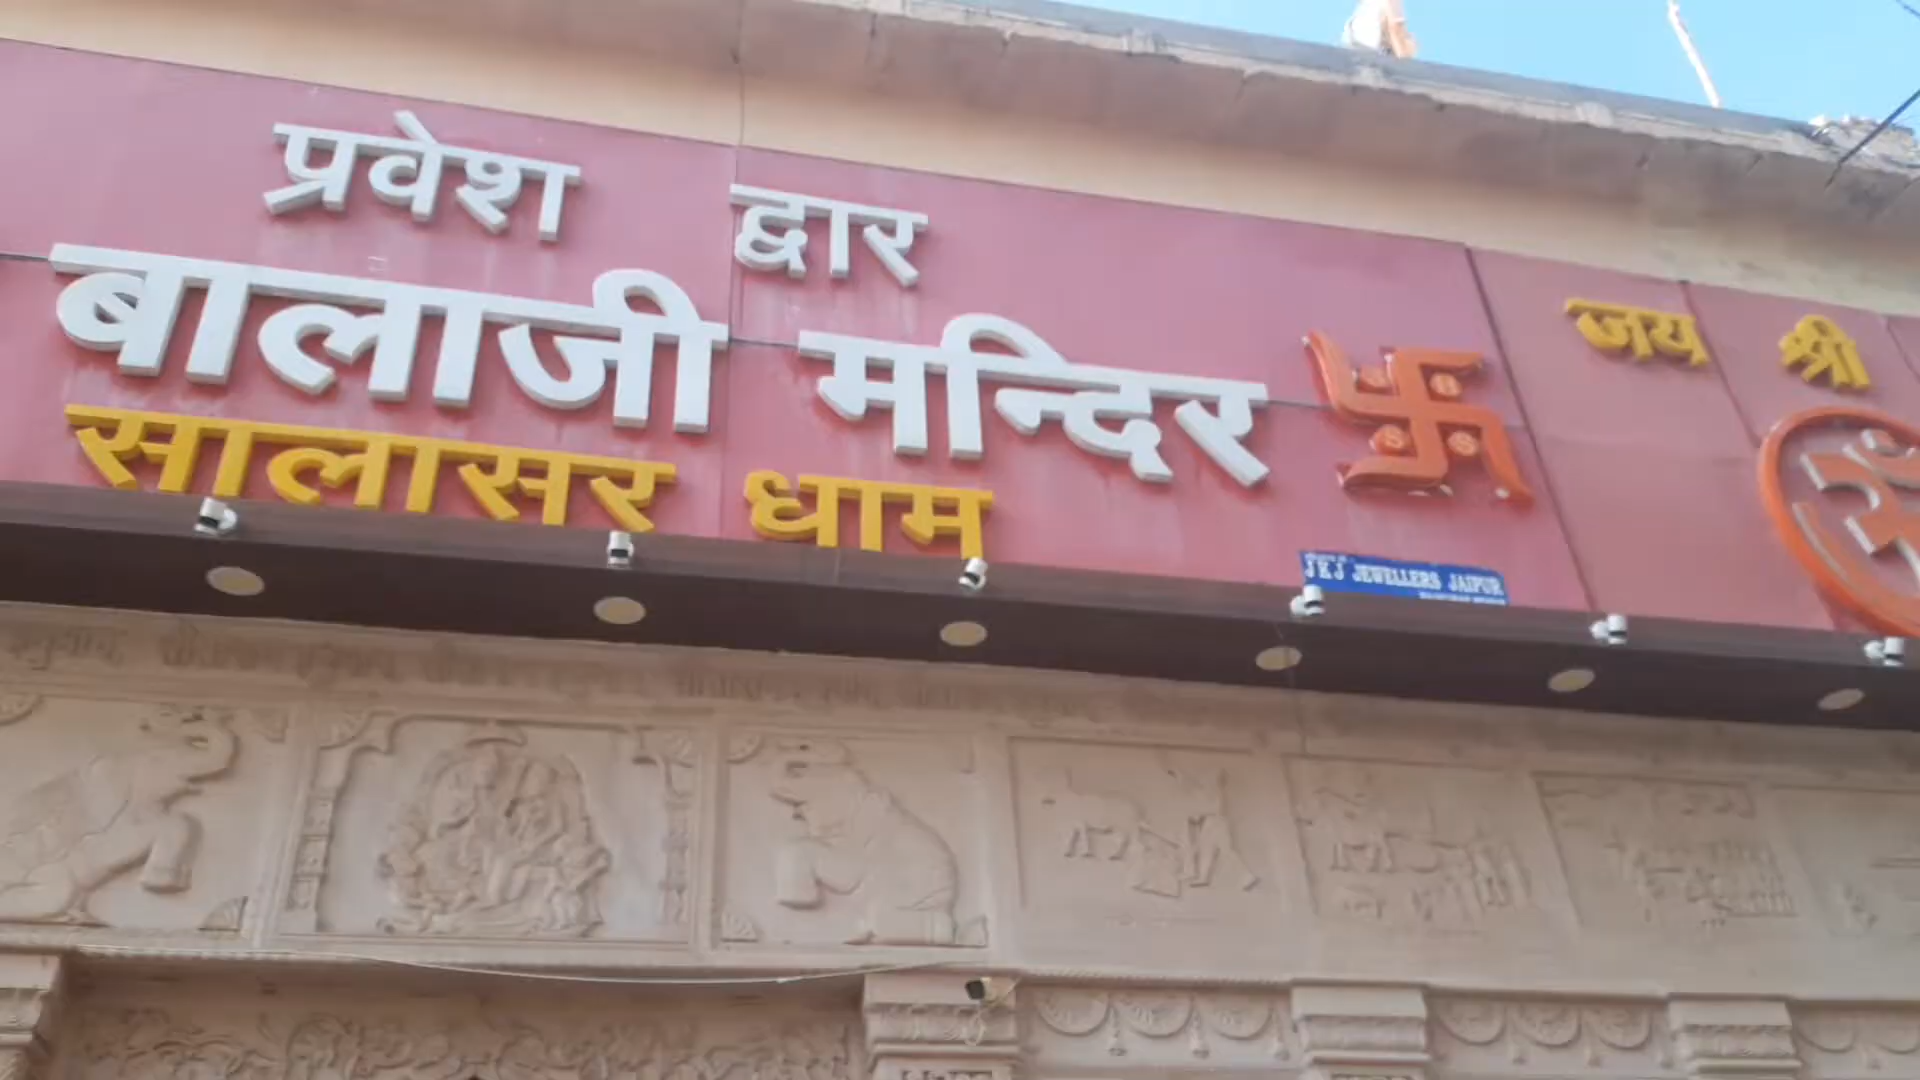 प्रवेश द्वार
बालाजी मन्दिर
सालासर धाम
जय श्री
JKJ JEWELLERS JAIPUR